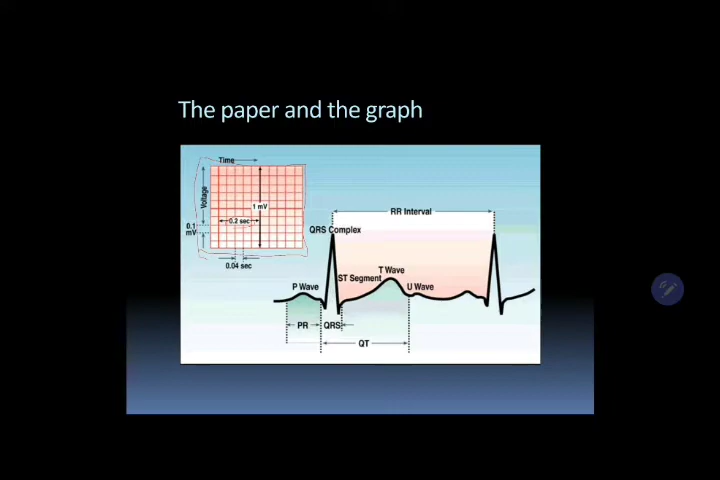 The paper and the graph
Time
Voltage
1 mV
0.2 sec
0.1
mV
0.04 sec
RR Interval
QRS Complex
T Wave
ST Segment
P Wave
U Wave
PR
QRS
QT